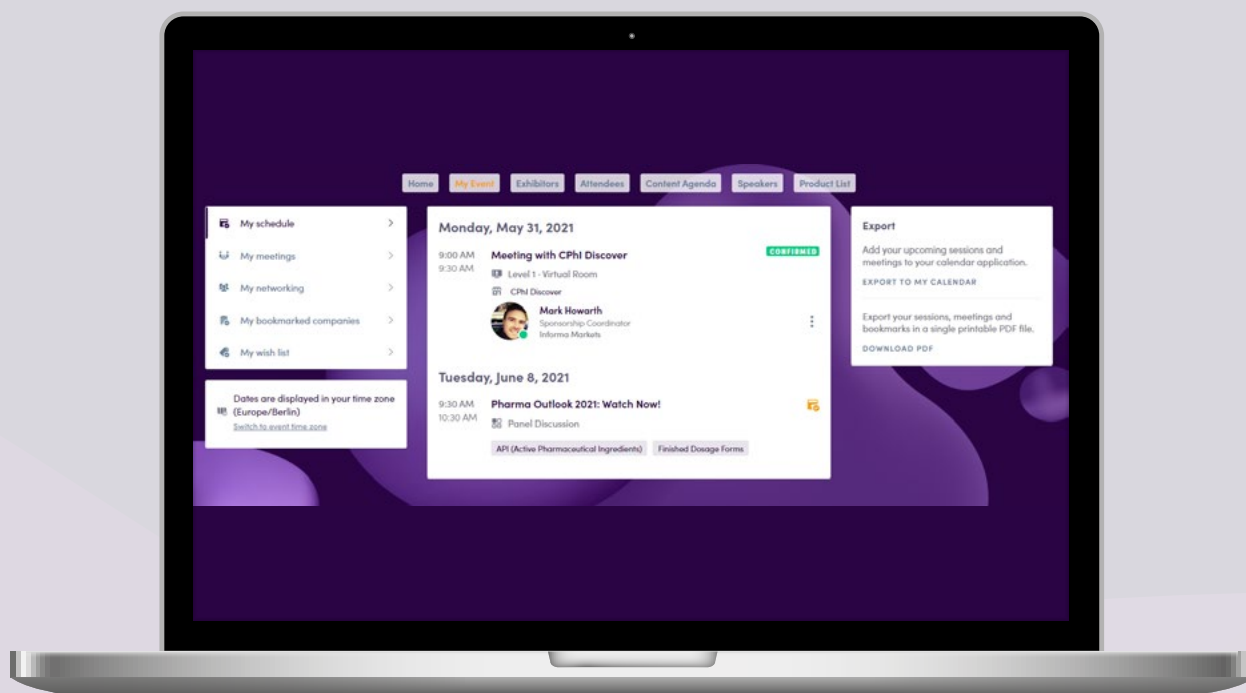 Home
My Event
Exhibitors
Attendees
Content Agenda
Speakers
Product List
My schedule
My meetings
My networking
My bookmarked companies
My wish list
Dates are displayed in your time zone
(Europe/Berlin)
Switch to event time zone
Monday, May 31, 2021
9:00 AM
9:30 AM
Meeting with CPhI Discover
CONFIRMED
Level 1 - Virtual Room
CPhI Discover
Mark Howarth
Sponsorship Coordinator
Informa Markets
Tuesday, June 8, 2021
9:30 AM
10:30 AM
Pharma Outlook 2021: Watch Now!
Panel Discussion
API (Active Pharmaceutical Ingredients)
Finished Dosage Forms
Export
Add your upcoming sessions and
meetings to your calendar application.
EXPORT TO MY CALENDAR
Export your sessions, meetings and
bookmarks in a single printable PDF file.
DOWNLOAD PDF